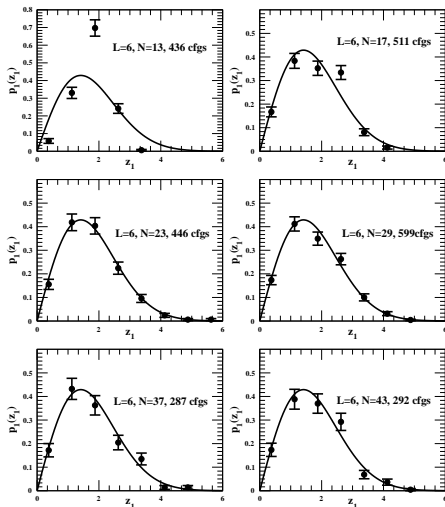 0.8
0.7
0.6
0.5
0.4
0.3
0.2
0.1
0
p₁(z₁)
L=6, N=13, 436 cfgs
0 2 4 6
z₁
0.5
0.4
0.3
0.2
0.1
0
p₁(z₁)
L=6, N=17, 511 cfgs
0 2 4 6
z₁
0.5
0.4
0.3
0.2
0.1
0
p₁(z₁)
L=6, N=23, 446 cfgs
0 2 4 6
z₁
0.5
0.4
0.3
0.2
0.1
0
p₁(z₁)
L=6, N=29, 599cfgs
0 2 4 6
z₁
0.5
0.4
0.3
0.2
0.1
0
p₁(z₁)
L=6, N=37, 287 cfgs
0 2 4 6
z₁
0.5
0.4
0.3
0.2
0.1
0
p₁(z₁)
L=6, N=43, 292 cfgs
0 2 4 6
z₁